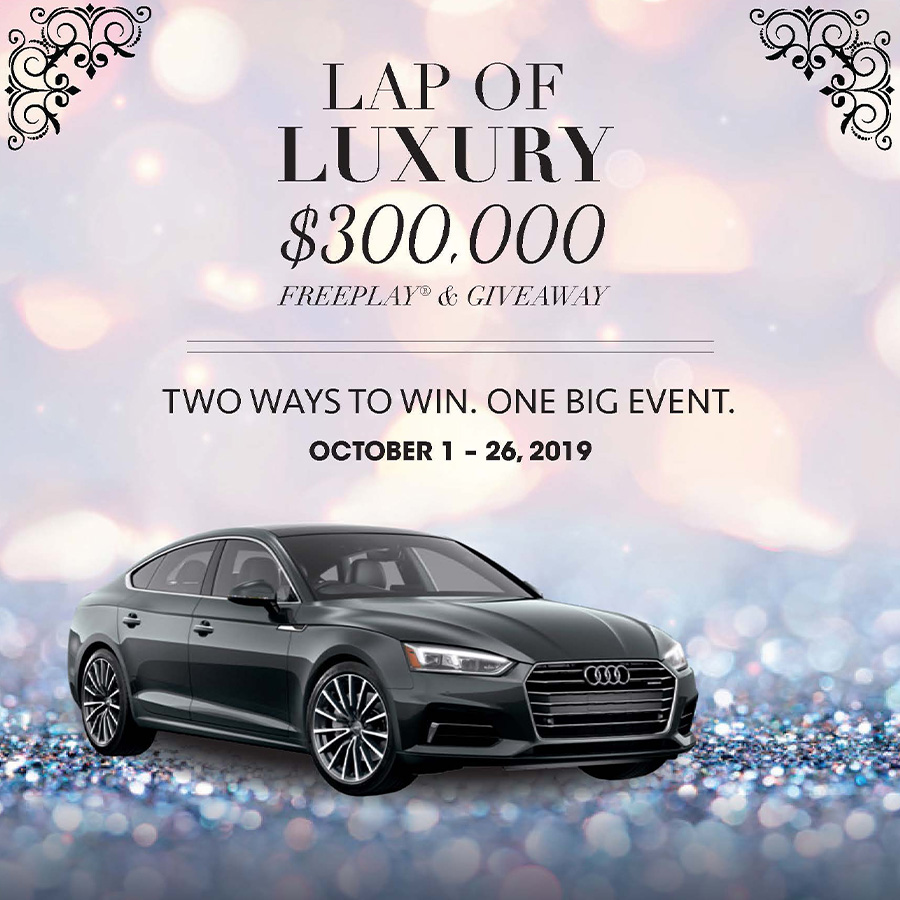 LAP OF
LUXURY
$300,000
FREEPLAY® & GIVEAWAY
TWO WAYS TO WIN. ONE BIG EVENT.
OCTOBER 1 – 26, 2019